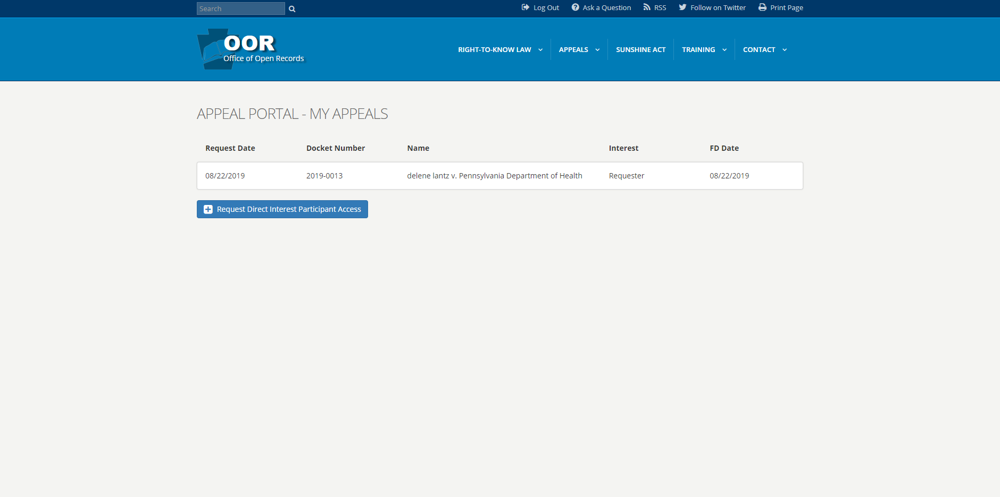 Search
Log Out
Ask a Question
RSS
Follow on Twitter
Print Page
OOR
Office of Open Records
RIGHT-TO-KNOW LAW
APPEALS
SUNSHINE ACT
TRAINING
CONTACT
APPEAL PORTAL - MY APPEALS
Request Date Docket Number Name Interest FD Date
08/22/2019 2019-0013 delene lantz v. Pennsylvania Department of Health Requester 08/22/2019
Request Direct Interest Participant Access